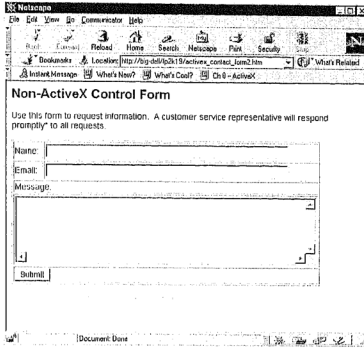 Netscape
File Edit View Go Communicator Help
Back Forward Reload Home Search Netscape Print Security Stop
Bookmarks Location: http://big-dell/lp2k19/activex_contact_form2.htm What's Related
Instant Message What's New? What's Cool? Ch 8 - ActiveX
Non-ActiveX Control Form
Use this form to request information. A customer service representative will respond
promptly" to all requests.
Name:
Email:
Message:
Submit
Document: Done